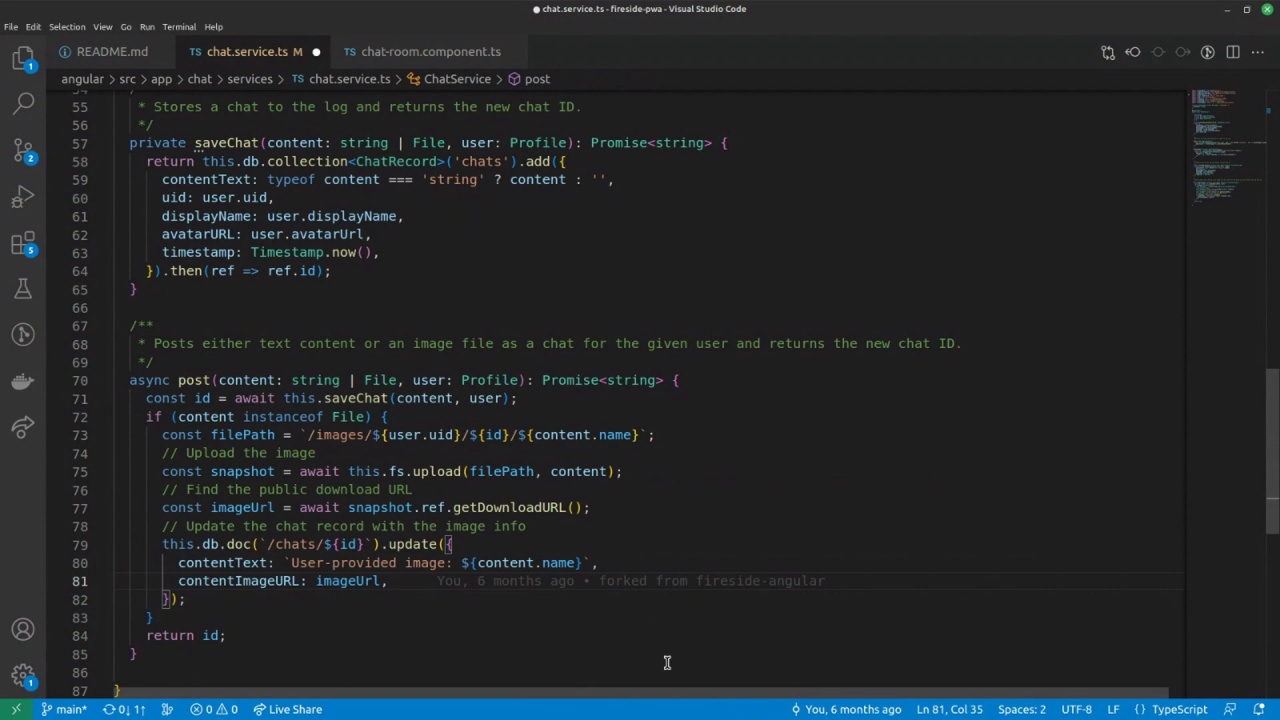 chat.service.ts - fireside-pwa - Visual Studio Code
File Edit Selection View Go Run Terminal Help
README.md
TS chat.service.ts M
TS chat-room.component.ts
angular > src > app > chat > services > TS chat.service.ts > ChatService > post
55 * Stores a chat to the log and returns the new chat ID.
56 */
57 private saveChat(content: string | File, user: Profile): Promise<string> {
58 return this.db.collection<ChatRecord>('chats').add({
59 contentText: typeof content === 'string' ? content : '',
60 uid: user.uid,
61 displayName: user.displayName,
62 avatarURL: user.avatarUrl,
63 timestamp: Timestamp.now(),
64 }).then(ref => ref.id);
65 }
66
67 /**
68 * Posts either text content or an image file as a chat for the given user and returns the new chat ID.
69 */
70 async post(content: string | File, user: Profile): Promise<string> {
71 const id = await this.saveChat(content, user);
72 if (content instanceof File) {
73 const filePath = `/images/${user.uid}/${id}/${content.name}`;
74 // Upload the image
75 const snapshot = await this.fs.upload(filePath, content);
76 // Find the public download URL
77 const imageUrl = await snapshot.ref.getDownloadURL();
78 // Update the chat record with the image info
79 this.db.doc(`/chats/${id}`).update({
80 contentText: `User-provided image: ${content.name}`,
81 contentImageURL: imageUrl, You, 6 months ago • forked from fireside-angular
82 });
83 }
84 return id;
85 }
86
87 }
1
2
5
1
main* 0↓ 1↑ 0 0 Live Share You, 6 months ago Ln 81, Col 35 Spaces: 2 UTF-8 LF {} TypeScript